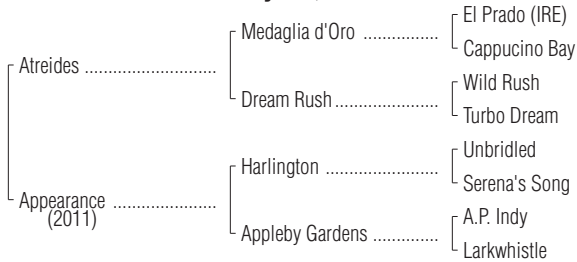 El Prado (IRE)
Medaglia d'Oro ................
Cappucino Bay
Atreides ............................
Wild Rush
Dream Rush ......................
Turbo Dream
Unbridled
Harlington ........................
Serena's Song
Appearance ......................
(2011)
A.P. Indy
Appleby Gardens ..............
Larkwhistle